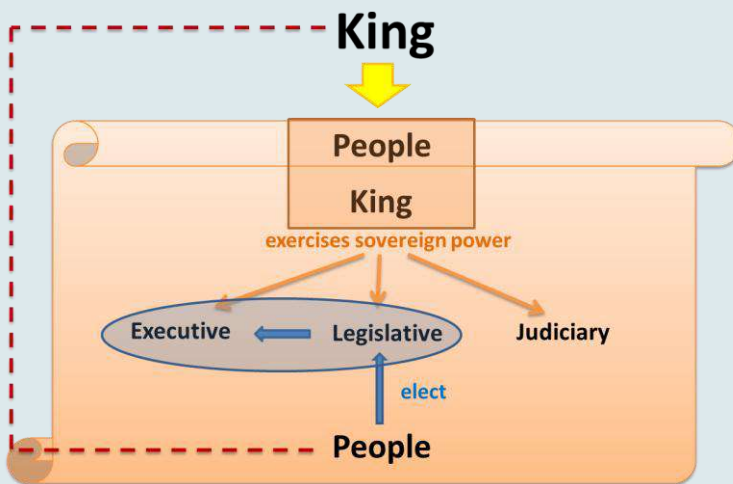 King
People
King
exercises sovereign power
Executive
Legislative
Judiciary
elect
People